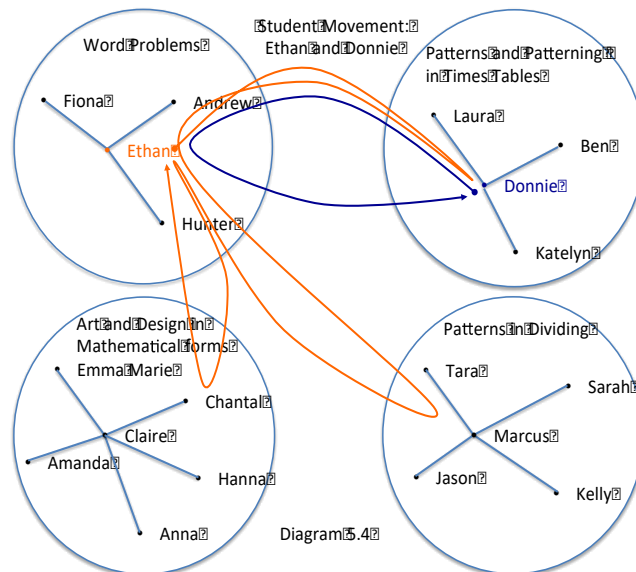 Student Movement:
Ethan and Donnie
Word Problems
Fiona
Andrew
Ethan
Hunter
Patterns and Patterning
in Times Tables
Laura
Ben
Donnie
Katelyn
Art and Design in
Mathematical forms
Emma Marie
Chantal
Claire
Amanda
Hanna
Anna
Patterns in Dividing
Tara
Sarah
Marcus
Jason
Kelly
Diagram 5.4